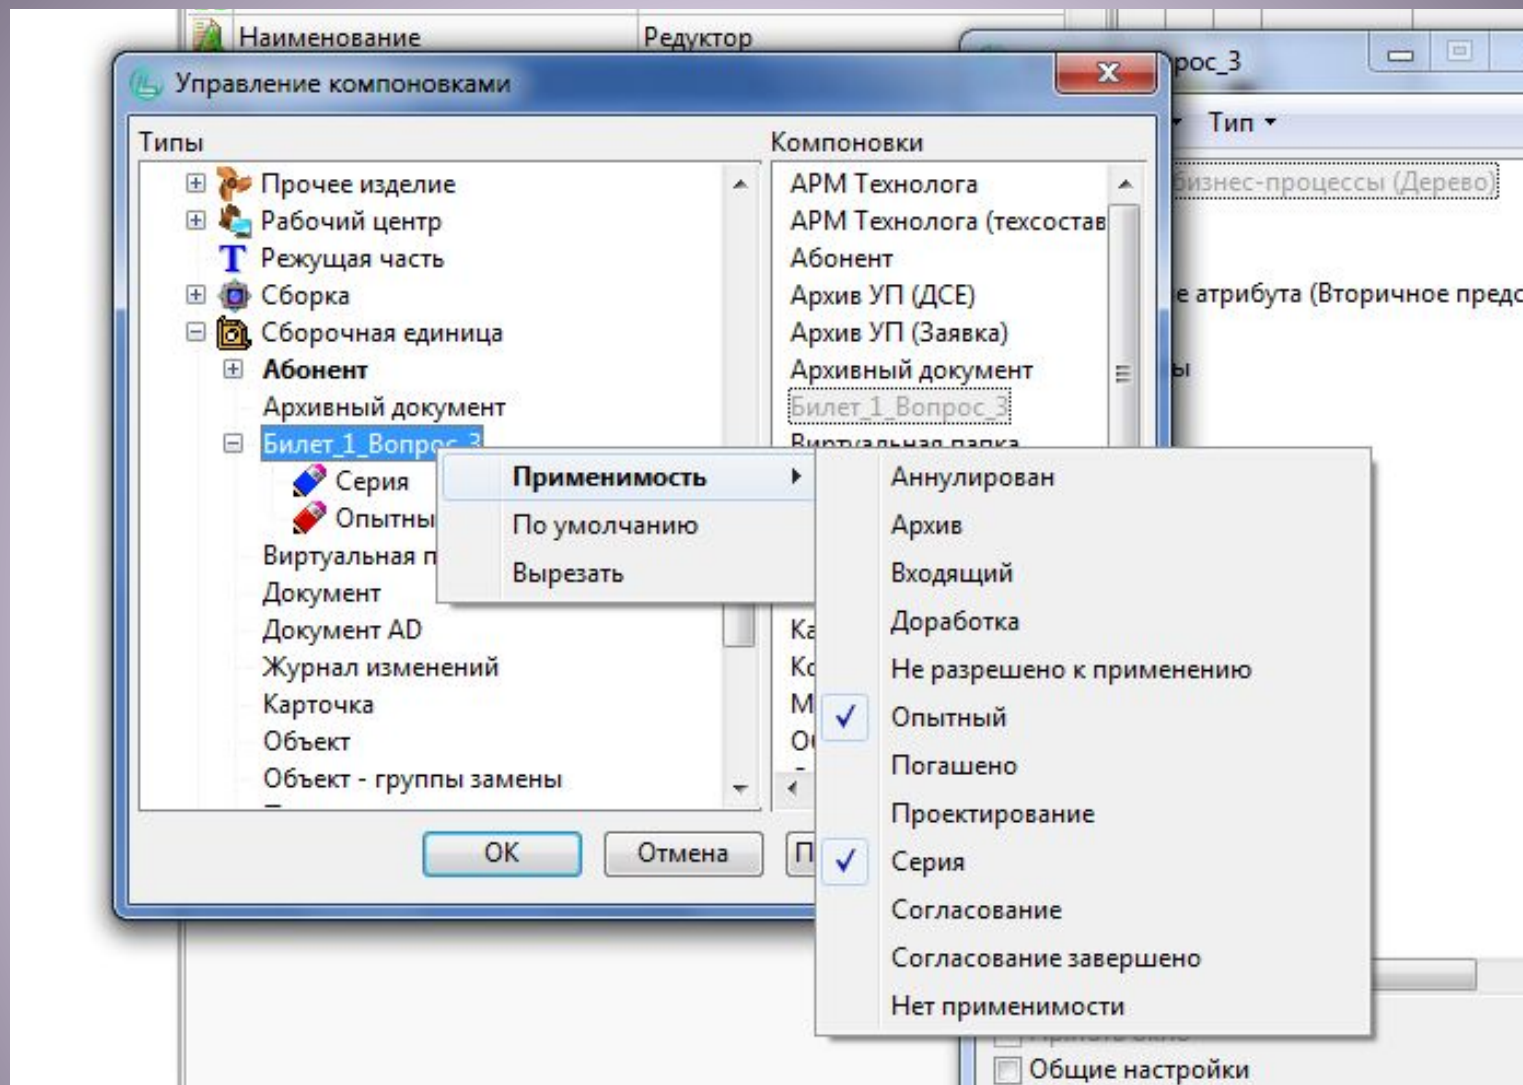 Наименование
Редуктор
Управление компоновками
Типы
Прочее изделие
Рабочий центр
Режущая часть
Сборка
Сборочная единица
Абонент
Архивный документ
Билет_1_Вопрос_3
Серия
Опытны
Виртуальная п
Документ
Документ AD
Журнал изменений
Карточка
Объект
Объект - группы замены
Компоновки
АРМ Технолога
АРМ Технолога (техсостав
Абонент
Архив УП (ДСЕ)
Архив УП (Заявка)
Архивный документ
Билет_1_Вопрос_3
Виртуальная папка
Ка
М
ОК
Отмена
П
Применимость
По умолчанию
Вырезать
Аннулирован
Архив
Входящий
Доработка
Не разрешено к применению
Опытный
Погашено
Проектирование
Серия
Согласование
Согласование завершено
Нет применимости
рос_3
Тип
бизнес-процессы (Дерево)
е атрибута (Вторичное предс
ы
Общие настройки